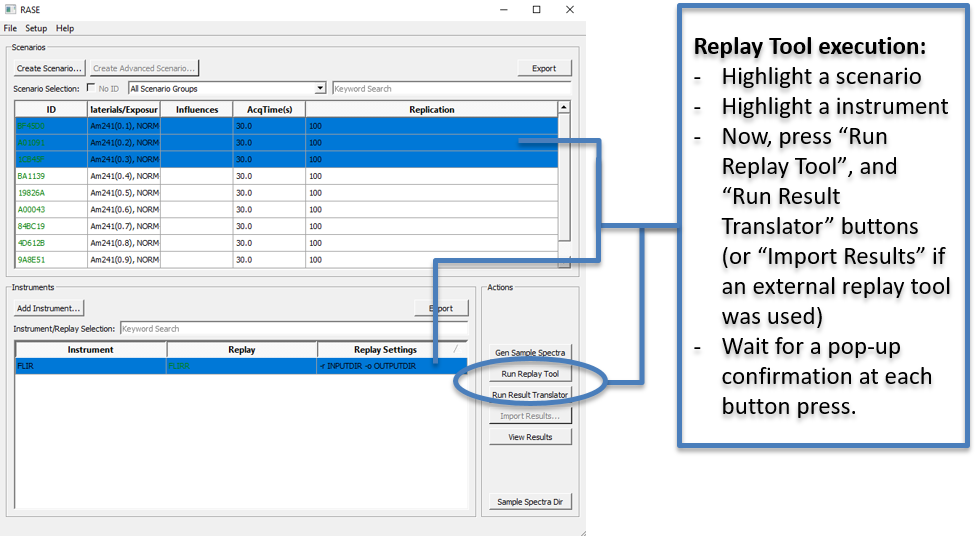 RASE
File Setup Help
Scenarios
Create Scenario... Create Advanced Scenario... Export
Scenario Selection: No ID All Scenario Groups Keyword Search
ID laterials/Exposur Influences AcqTime(s) Replication
Am241(0.1), NORM 30.0 100
Am241(0.2), NORM 30.0 100
Am241(0.3), NORM 30.0 100
BA1139 Am241(0.4), NORM 30.0 100
19826A Am241(0.5), NORM 30.0 100
A00043 Am241(0.6), NORM 30.0 100
84BC19 Am241(0.7), NORM 30.0 100
4D612B Am241(0.8), NORM 30.0 100
9A8E51 Am241(0.9), NORM 30.0 100
Instruments
Add Instrument... Export
Instrument/Replay Selection: Keyword Search
Instrument Replay Replay Settings
FLIR INPUTDIR -o OUTPUTDIR
Actions
Gen Sample Spectra
Run Replay Tool
Run Result Translator
Import Results...
View Results
Sample Spectra Dir
Replay Tool execution:
- Highlight a scenario
- Highlight a instrument
- Now, press “Run
Replay Tool”, and
“Run Result
Translator” buttons
(or “Import Results” if
an external replay tool
was used)
- Wait for a pop-up
confirmation at each
button press.